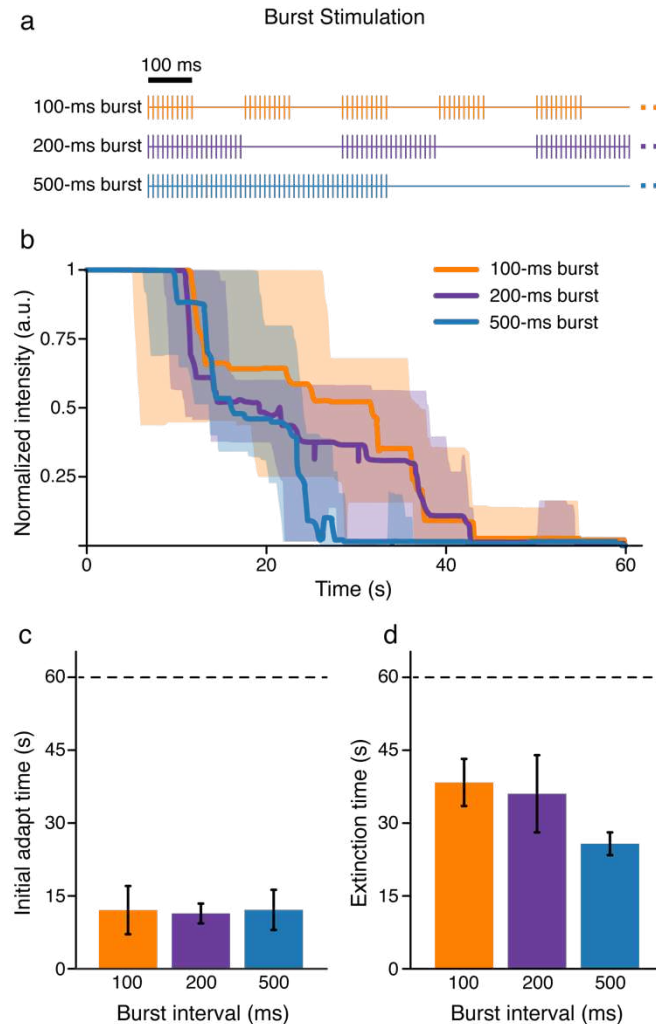 a
Burst Stimulation
100 ms
100-ms burst
200-ms burst
500-ms burst
b
Normalized intensity (a.u.)
1
0.75
0.5
0.25
100-ms burst
200-ms burst
500-ms burst
0 20 40 60
Time (s)
c
Initial adapt time (s)
60
45
30
15
0
100 200 500
Burst interval (ms)
d
Extinction time (s)
60
45
30
15
0
100 200 500
Burst interval (ms)